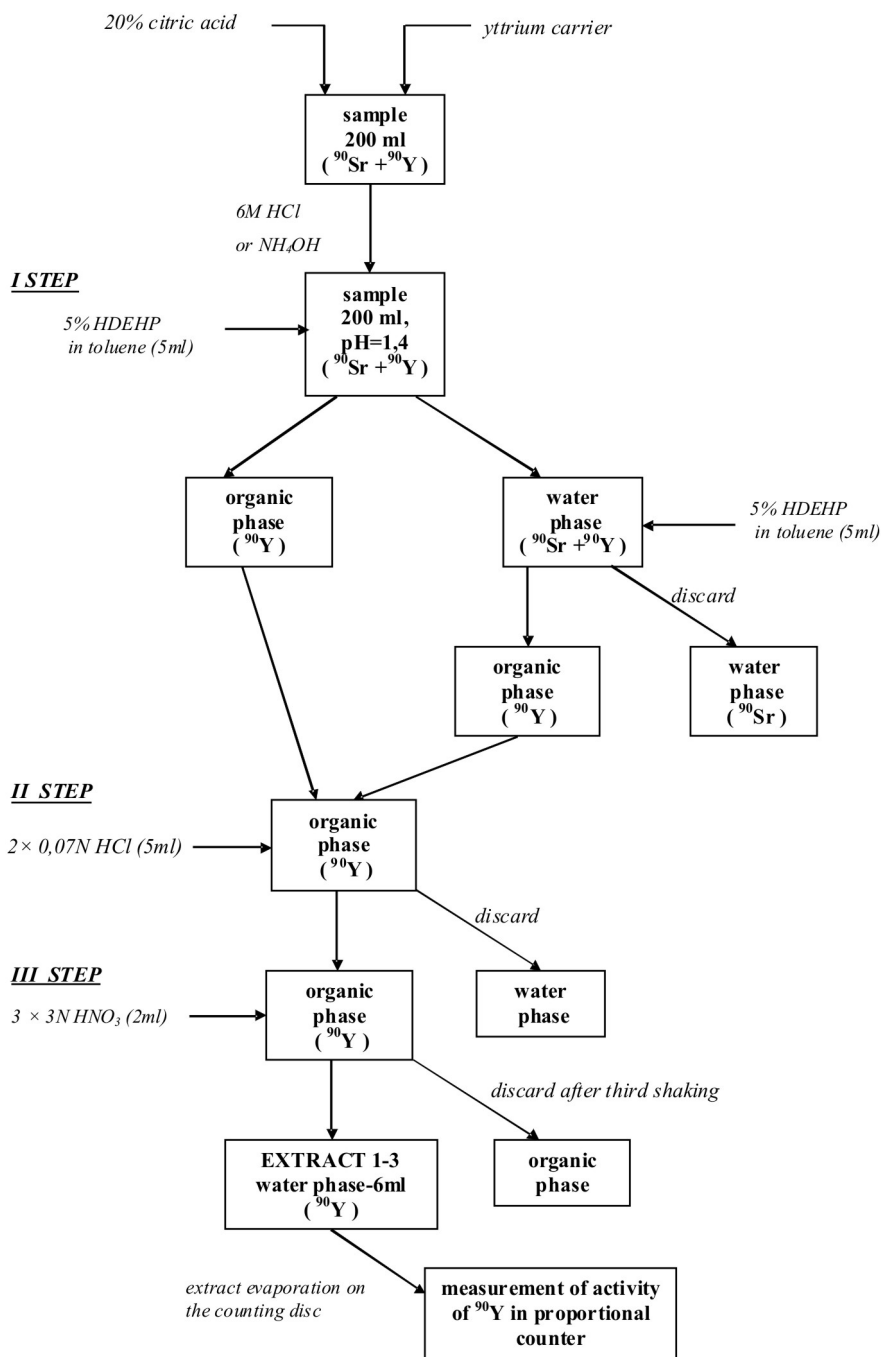 20% citric acid
yttrium carrier
sample
200 ml
( ⁹⁰Sr +⁹⁰Y )
6M HCl
or NH₄OH
I STEP
5% HDEHP
in toluene (5ml)
sample
200 ml,
pH=1,4
( ⁹⁰Sr +⁹⁰Y )
organic
phase
( ⁹⁰Y )
water
phase
( ⁹⁰Sr +⁹⁰Y )
5% HDEHP
in toluene (5ml)
discard
organic
phase
( ⁹⁰Y )
water
phase
( ⁹⁰Sr )
II STEP
2 × 0,07N HCl (5ml)
organic
phase
( ⁹⁰Y )
discard
III STEP
3 × 3N HNO₃ (2ml)
organic
phase
( ⁹⁰Y )
water
phase
discard after third shaking
EXTRACT 1-3
water phase-6ml
( ⁹⁰Y )
organic
phase
extract evaporation on
the counting disc
measurement of activity
of ⁹⁰Y in proportional
counter